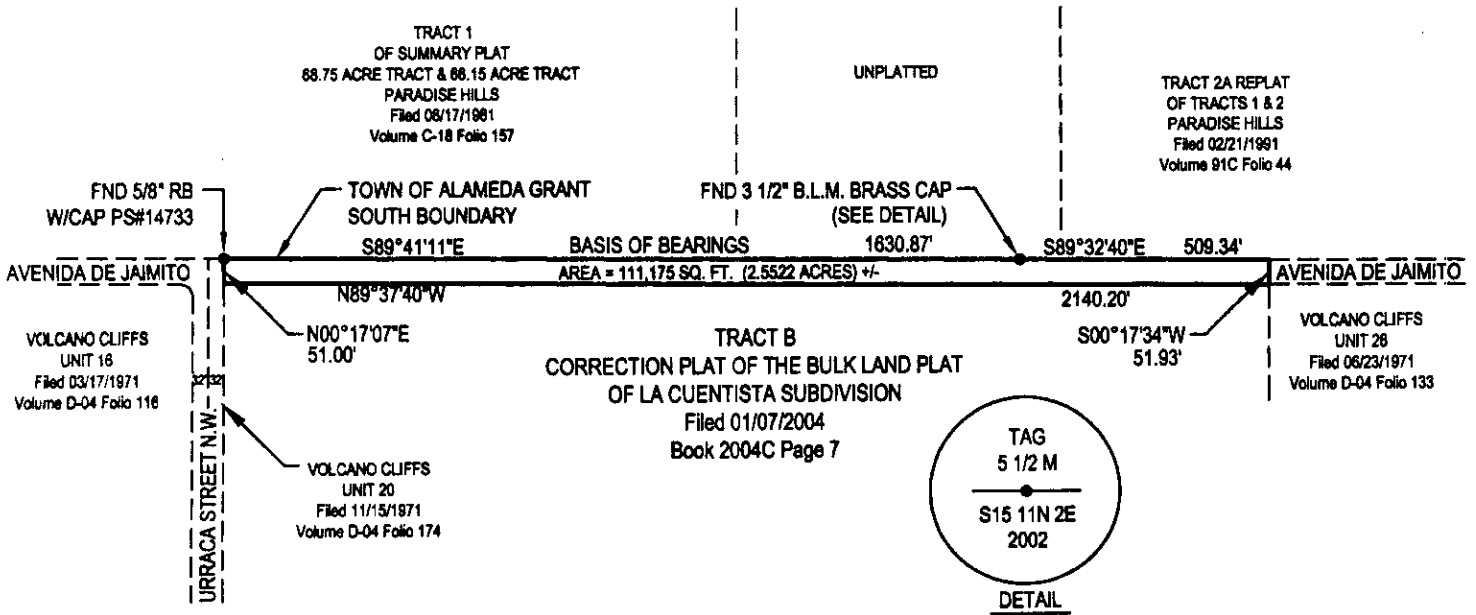 TRACT 1
OF SUMMARY PLAT
68.75 ACRE TRACT & 66.15 ACRE TRACT
PARADISE HILLS
Filed 06/17/1981
Volume C-18 Folio 157
UNPLATTED
TRACT 2A REPLAT
OF TRACTS 1 & 2
PARADISE HILLS
Filed 02/21/1991
Volume 91C Folio 44
FND 5/8" RB
W/CAP PS#14733
TOWN OF ALAMEDA GRANT
SOUTH BOUNDARY
FND 3 1/2" B.L.M. BRASS CAP
(SEE DETAIL)
S89°41'11"E
BASIS OF BEARINGS
1630.87'
S89°32'40"E
509.34'
AVENIDA DE JAIMITO
AREA = 111,175 SQ. FT. (2.5522 ACRES) +/-
AVENIDA DE JAIMITO
N89°37'40"W
2140.20'
N00°17'07"E
51.00'
S00°17'34"W
51.93'
VOLCANO CLIFFS
UNIT 16
Filed 03/17/1971
Volume D-04 Folio 116
TRACT B
CORRECTION PLAT OF THE BULK LAND PLAT
OF LA CUENTISTA SUBDIVISION
Filed 01/07/2004
Book 2004C Page 7
VOLCANO CLIFFS
UNIT 26
Filed 06/23/1971
Volume D-04 Folio 133
32' 32'
URRACA STREET N.W.
VOLCANO CLIFFS
UNIT 20
Filed 11/15/1971
Volume D-04 Folio 174
TAG
5 1/2 M
S15 11N 2E
2002
DETAIL